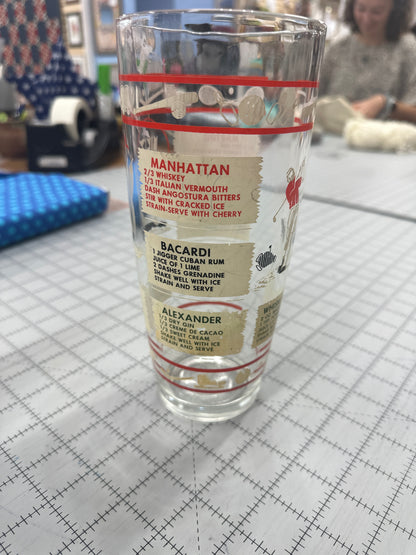 MANHATTAN
2/3 WHISKEY
1/3 ITALIAN VERMOUTH
DASH ANGOSTURA BITTERS
STIR WITH CRACKED ICE
STRAIN-SERVE WITH CHERRY
BACARDI
1 JIGGER CUBAN RUM
JUICE OF 1 LIME
2 DASHES GRENADINE
SHAKE WELL WITH ICE
STRAIN AND SERVE
ALEXANDER
1/3 DRY GIN
1/3 CREME DE CACAO
1/3 SWEET CREAM
SHAKE WELL WITH ICE
STRAIN AND SERVE